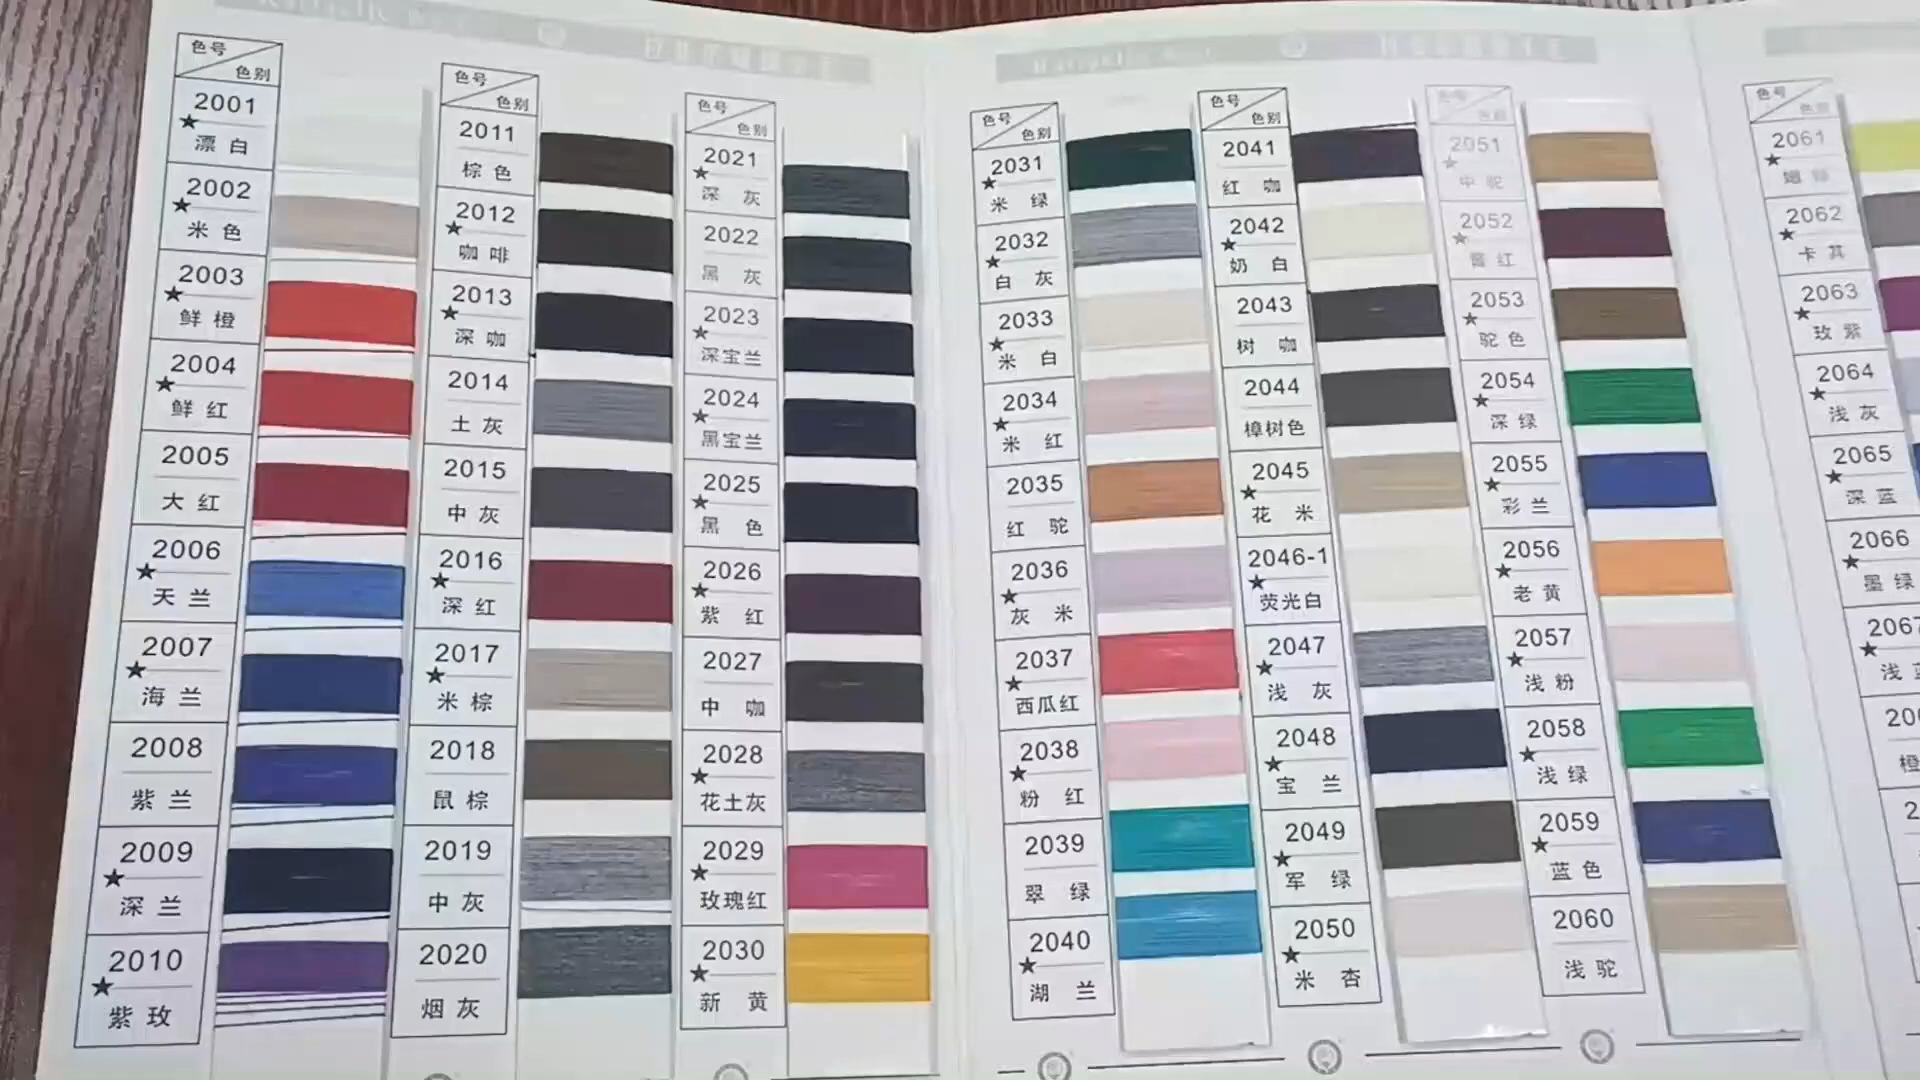 色号
色别
2001
★
漂白
2002
★
米色
2003
★
鲜橙
2004
★
鲜红
2005
大红
2006
★
天兰
2007
★
海兰
2008
紫兰
2009
★
深兰
2010
★
紫玫
色号
色别
2011
棕色
2012
★
咖啡
2013
★
深咖
2014
土灰
2015
中灰
2016
★
深红
2017
★
米棕
2018
鼠棕
2019
中灰
2020
烟灰
色号
色别
2021
★
深灰
2022
黑灰
2023
★
深宝兰
2024
★
黑宝兰
2025
★
黑色
2026
★
紫红
2027
中咖
2028
★
花土灰
2029
★
玫瑰红
2030
★
新黄
色号
色别
2031
★
米绿
2032
★
白灰
2033
★
米白
2034
★
米红
2035
红驼
2036
★
灰米
2037
★
西瓜红
2038
★
粉红
2039
翠绿
2040
★
湖兰
色号
色别
2041
红咖
2042
★
奶白
2043
树咖
2044
樟树色
2045
★
花米
2046-1
★
荧光白
2047
★
浅灰
2048
★
宝兰
2049
★
军绿
2050
★
米杏
色号
色别
2051
★
中驼
2052
★
2053
★
驼色
2054
★
深绿
2055
★
彩兰
2056
★
老黄
2057
★
浅粉
2058
★
浅绿
2059
★
蓝色
2060
浅驼
色号
色别
2061
★
2062
★
卡其
2063
★
玫紫
2064
★
浅灰
2065
★
深蓝
2066
★
墨绿
2067
★
浅
橙